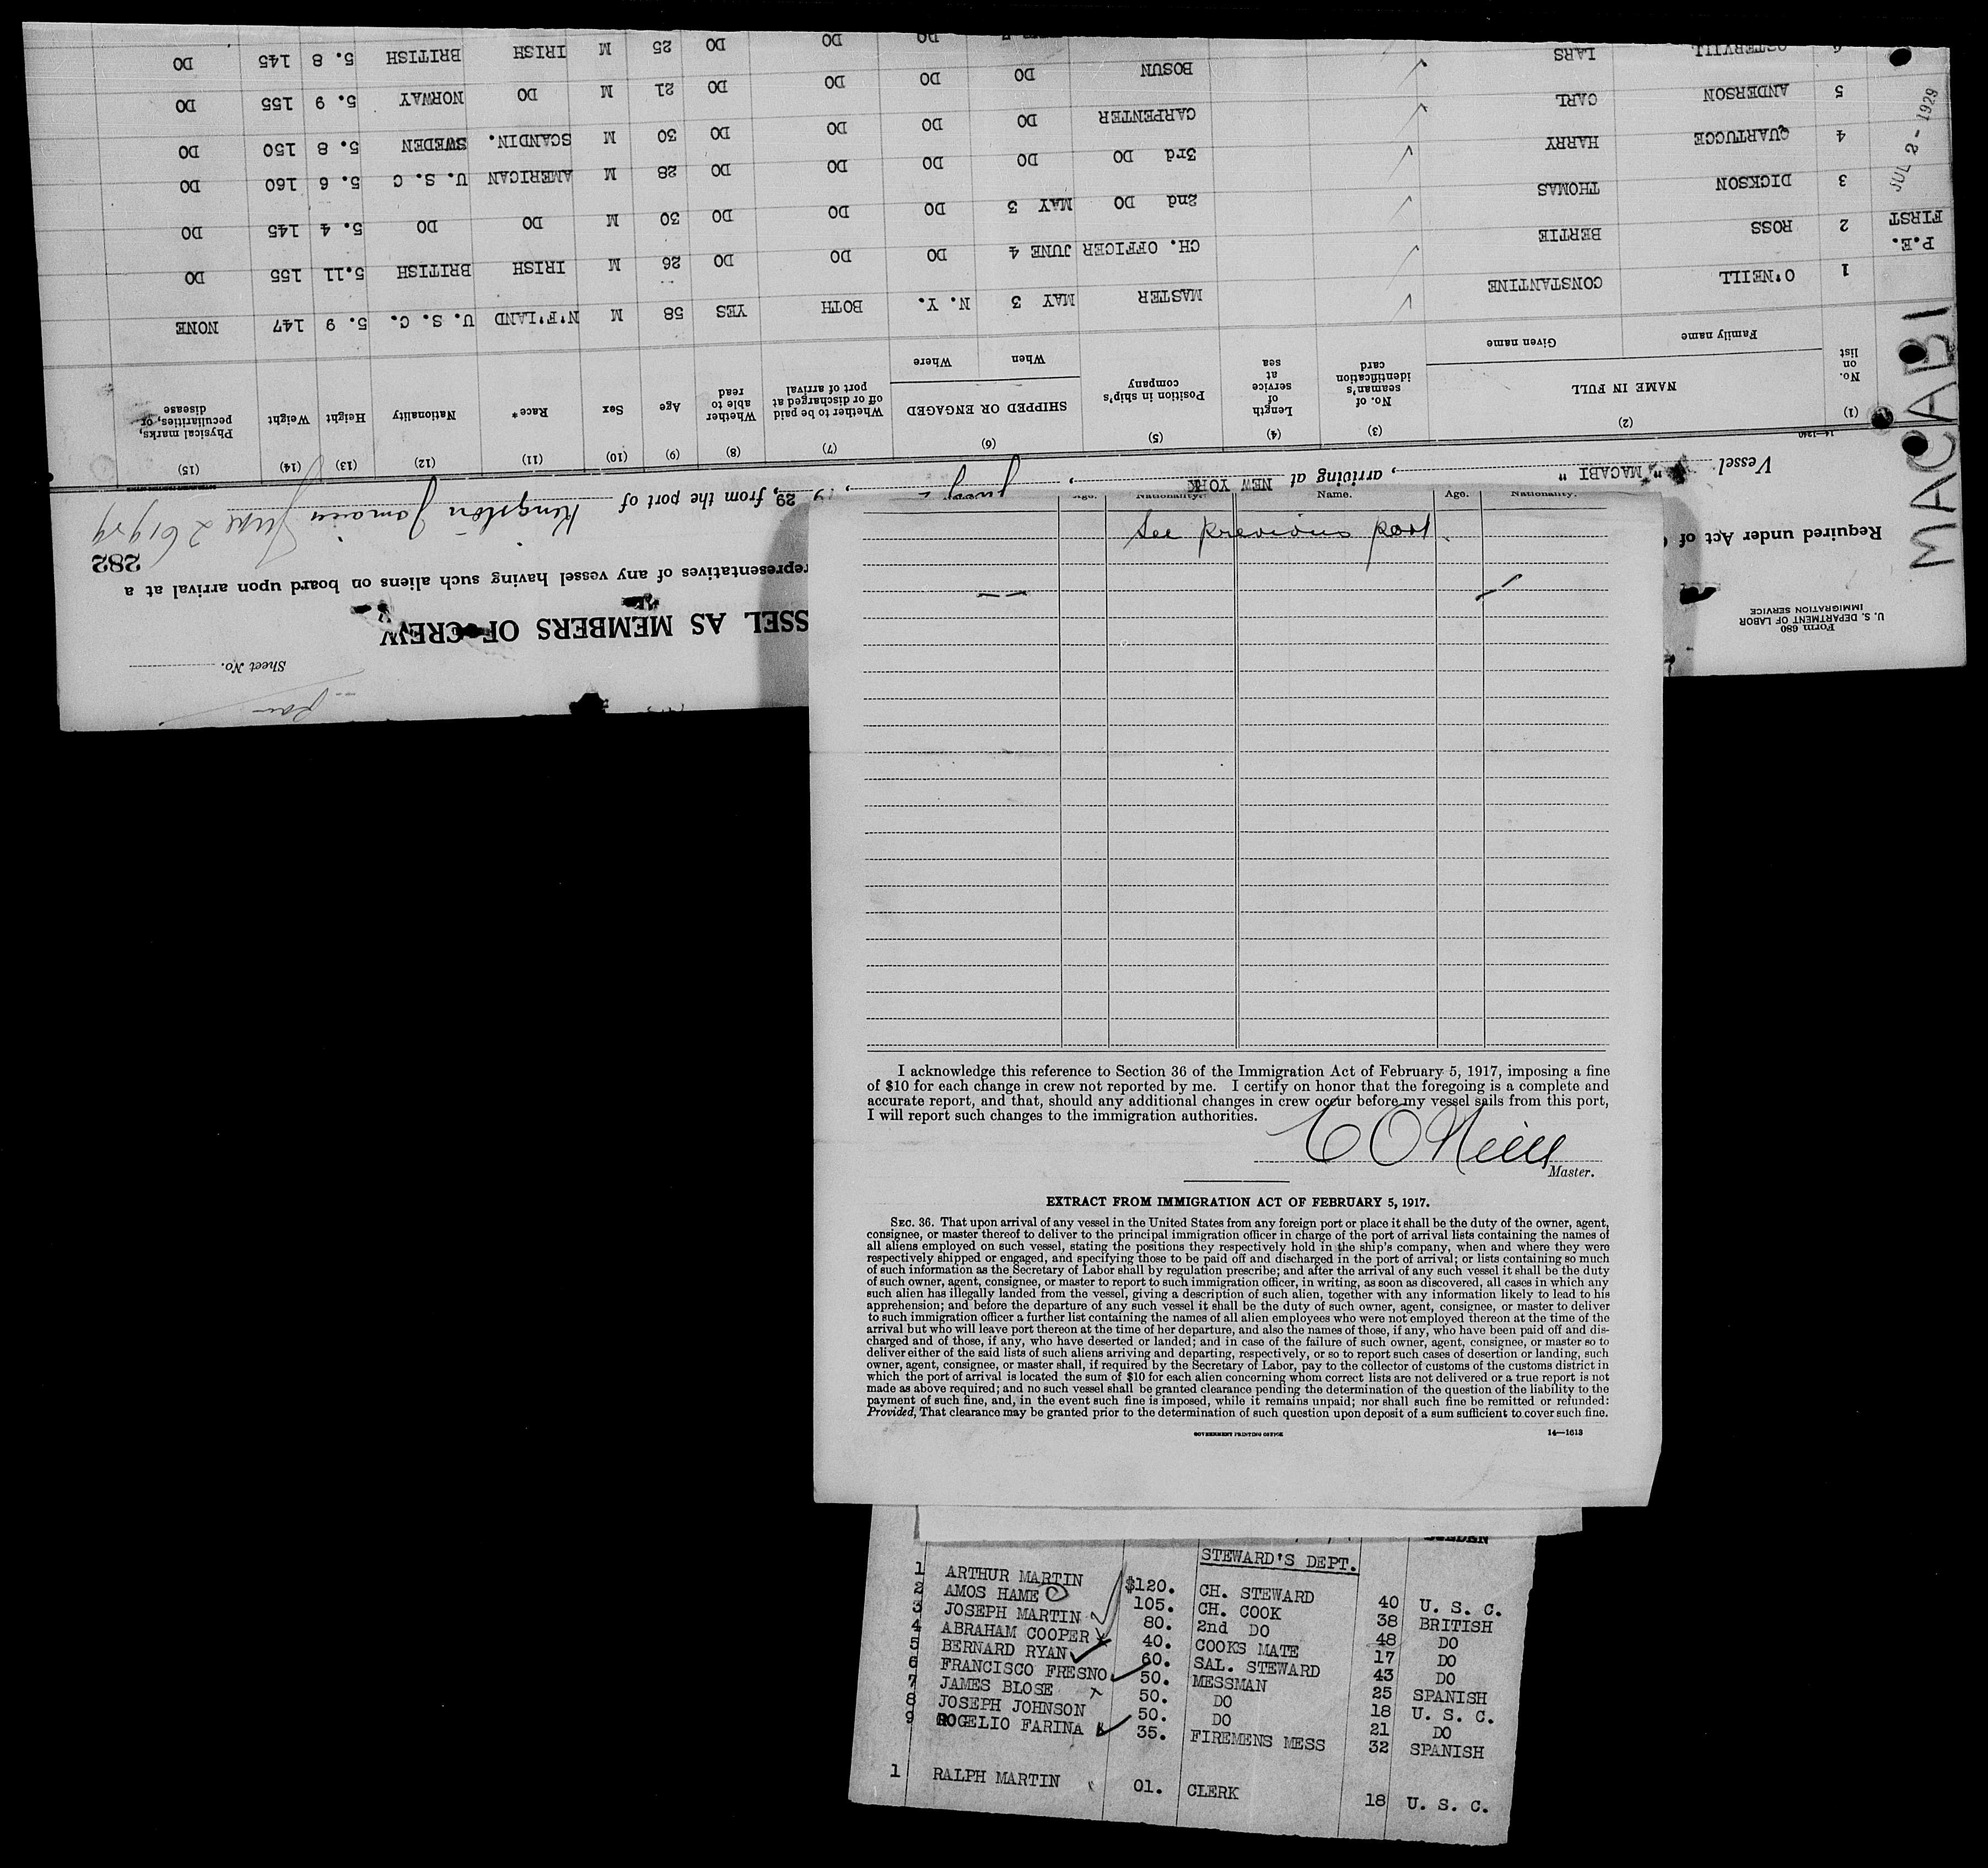 Sheet No.
SSEL AS MEMBERS OF CREW
Form 680
U. S. DEPARTMENT OF LABOR
IMMIGRATION SERVICE
representatives of any vessel having such aliens on board upon arrival at a
282
Required under Act of
MACABI
Vessel " MACABI ", arriving at NEW YORK, 1929, from the port of Kingston Jamaica June 26 1929
14—1240
(1) (2) (3) (4) (5) (6) (7) (8) (9) (10) (11) (12) (13) (14) (15)
No. on list NAME IN FULL No. of seaman's identification card Length of service at sea Position in ship's company SHIPPED OR ENGAGED Whether to be paid off or discharged at port of arrival Whether able to read Age Sex Race* Nationality Height Weight Physical marks, peculiarities, or disease
Family name Given name When Where
1 O'NEILL CONSTANTINE MASTER MAY 3 N. Y. BOTH YES 58 M N'F'LAND U. S. C. 5. 9 147 NONE
P.E.
FIRST
2 ROSS BERTIE CH. OFFICER JUNE 4 DO DO DO 26 M IRISH BRITISH 5.11 155 DO
3 DICKSON THOMAS 2nd DO MAY 3 DO DO DO 30 M DO DO 5. 4 145 DO
4 QUARTUCCE HARRY 3rd DO DO DO DO DO 28 M AMERICAN U. S. C 5. 6 160 DO
5 ANDERSON CARL CARPENTER DO DO DO DO 30 M SCANDIN. SWEDEN 5. 8 150 DO
6 LARS BOSUN DO DO DO DO 21 M DO NORWAY 5. 9 155 DO
DO DO DO 25 M IRISH BRITISH 5. 8 145 DO
JUL 2 - 1929
Age. Nationality. Name. Age. Nationality.
See previous port
I acknowledge this reference to Section 36 of the Immigration Act of February 5, 1917, imposing a fine
of $10 for each change in crew not reported by me. I certify on honor that the foregoing is a complete and
accurate report, and that, should any additional changes in crew occur before my vessel sails from this port,
I will report such changes to the immigration authorities.
C O'Neill
Master.
EXTRACT FROM IMMIGRATION ACT OF FEBRUARY 5, 1917.
SEC. 36. That upon arrival of any vessel in the United States from any foreign port or place it shall be the duty of the owner, agent,
consignee, or master thereof to deliver to the principal immigration officer in charge of the port of arrival lists containing the names of
all aliens employed on such vessel, stating the positions they respectively hold in the ship's company, when and where they were
respectively shipped or engaged, and specifying those to be paid off and discharged in the port of arrival; or lists containing so much
of such information as the Secretary of Labor shall by regulation prescribe; and after the arrival of any such vessel it shall be the duty
of such owner, agent, consignee, or master to report to such immigration officer, in writing, as soon as discovered, all cases in which any
such alien has illegally landed from the vessel, giving a description of such alien, together with any information likely to lead to his
apprehension; and before the departure of any such vessel it shall be the duty of such owner, agent, consignee, or master to deliver
to such immigration officer a further list containing the names of all alien employees who were not employed thereon at the time of the
arrival but who will leave port thereon at the time of her departure, and also the names of those, if any, who have been paid off and dis-
charged and of those, if any, who have deserted or landed; and in case of the failure of such owner, agent, consignee, or master so to
deliver either of the said lists of such aliens arriving and departing, respectively, or so to report such cases of desertion or landing, such
owner, agent, consignee, or master shall, if required by the Secretary of Labor, pay to the collector of customs of the customs district in
which the port of arrival is located the sum of $10 for each alien concerning whom correct lists are not delivered or a true report is not
made as above required; and no such vessel shall be granted clearance pending the determination of the question of the liability to the
payment of such fine, and, in the event such fine is imposed, while it remains unpaid; nor shall such fine be remitted or refunded:
Provided, That clearance may be granted prior to the determination of such question upon deposit of a sum sufficient to cover such fine.
GOVERNMENT PRINTING OFFICE 14—1613
STEWARD'S DEPT.
1 ARTHUR MARTIN $120. CH. STEWARD 40 U. S. C.
2 AMOS HAME 105. CH. COOK 38 BRITISH
3 JOSEPH MARTIN 80. 2nd DO 48 DO
4 ABRAHAM COOPER 40. COOKS MATE 17 DO
5 BERNARD RYAN 60. SAL. STEWARD 43 DO
6 FRANCISCO FRESNO 50. MESSMAN 25 SPANISH
7 JAMES BLOSE 50. DO 18 U. S. C.
8 JOSEPH JOHNSON 50. DO 21 DO
9 ROGELIO FARINA 35. FIREMENS MESS 32 SPANISH
1 RALPH MARTIN 01. CLERK 18 U. S. C.